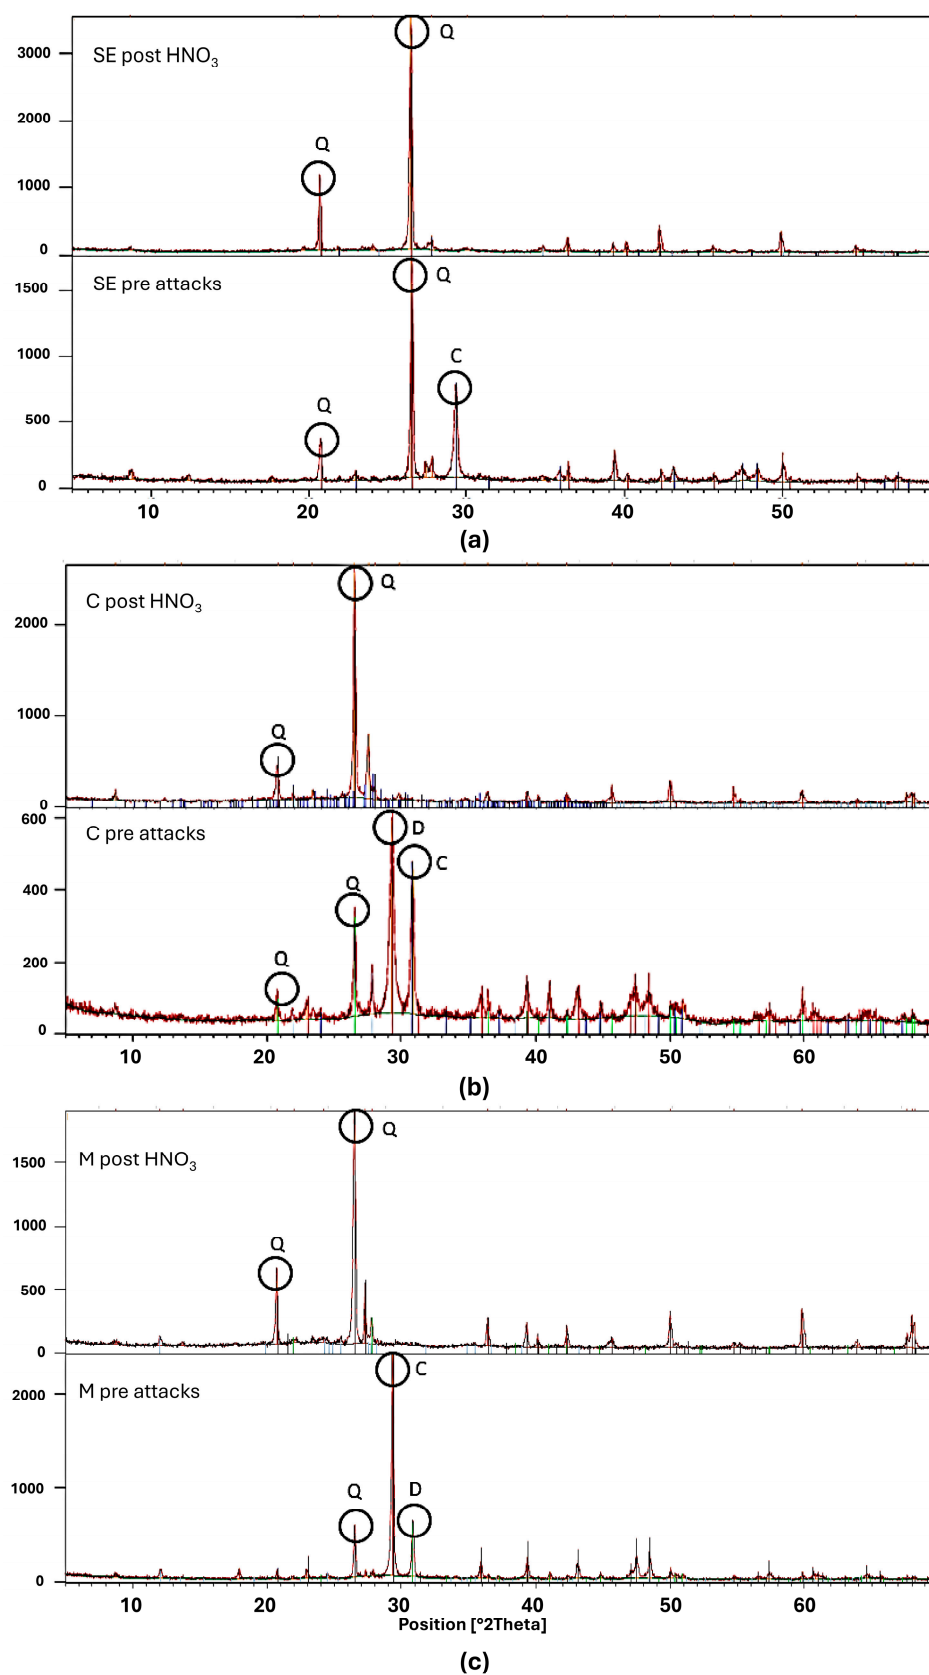 Q
3000
SE post HNO₃
2000
Q
1000
0
Q
SE pre attacks
1500
C
1000
Q
500
0
10 20 30 40 50
(a)
Q
C post HNO₃
2000
1000
Q
0
600
D
C pre attacks
C
400
Q
200
Q
0
10 20 30 40 50 60
(b)
Q
M post HNO₃
1500
Q
1000
500
0
C
M pre attacks
2000
Q D
1000
0
10 20 30 40 50 60
Position [°2Theta]
(c)